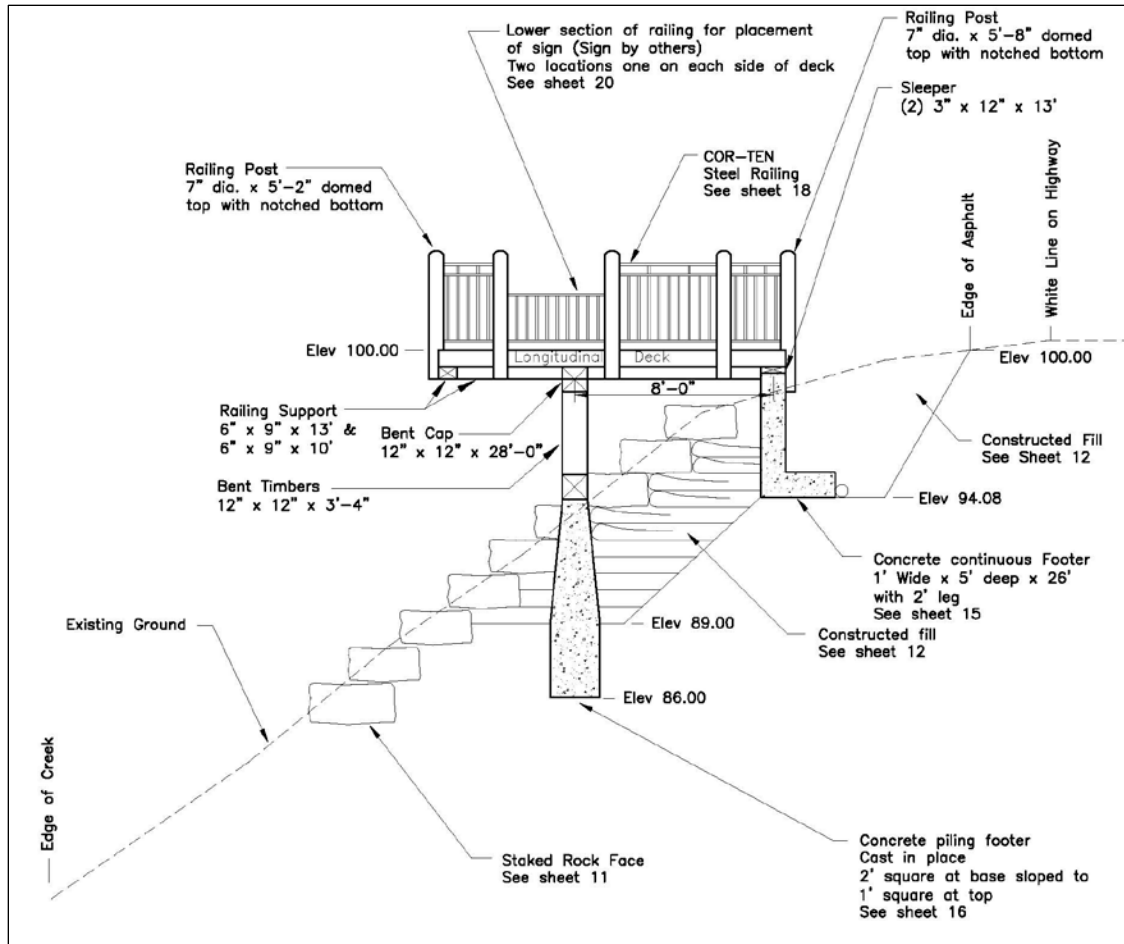 Lower section of railing for placement
of sign (Sign by others)
Two locations one on each side of deck
See sheet 20
Railing Post
7" dia. x 5'-8" domed
top with notched bottom
Sleeper
(2) 3" x 12" x 13'
Railing Post
7" dia. x 5'-2" domed
top with notched bottom
COR-TEN
Steel Railing
See sheet 18
Edge of Asphalt
White Line on Highway
Elev 100.00
Longitudinal Deck
Elev 100.00
8'-0"
Railing Support
6" x 9" x 13' &
6" x 9" x 10'
Bent Cap
12" x 12" x 28'-0"
Bent Timbers
12" x 12" x 3'-4"
Constructed Fill
See Sheet 12
Elev 94.08
Concrete continuous Footer
1' Wide x 5' deep x 26'
with 2' leg
See sheet 15
Existing Ground
Elev 89.00
Constructed fill
See sheet 12
Elev 86.00
Edge of Creek
Staked Rock Face
See sheet 11
Concrete piling footer
Cast in place
2' square at base sloped to
1' square at top
See sheet 16